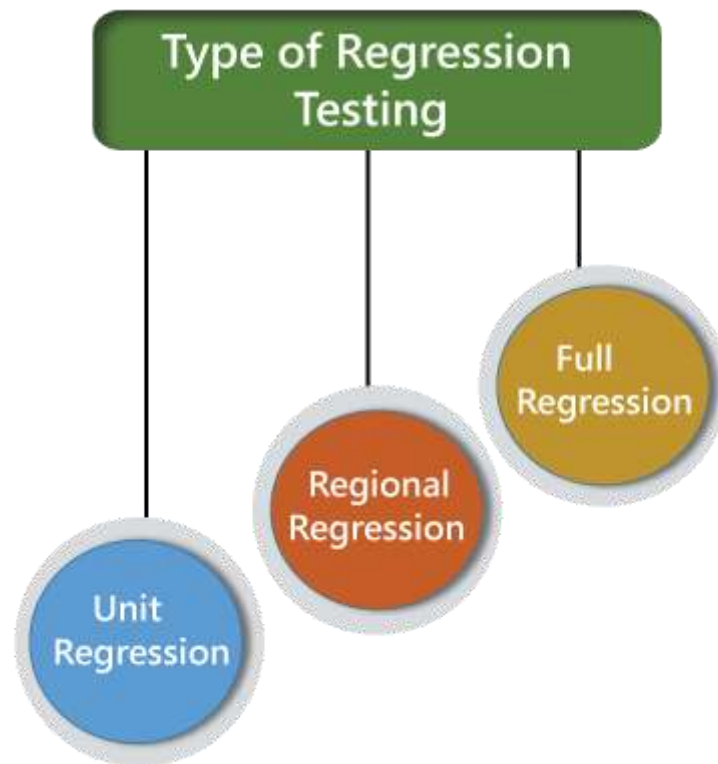 Type of Regression
Testing
Full
Regression
Regional
Regression
Unit
Regression